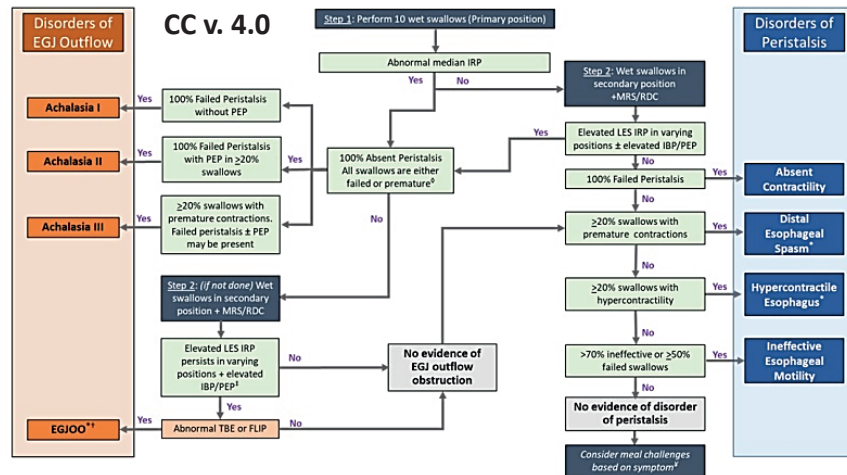 Disorders of
EGJ Outflow
CC v. 4.0
Step 1: Perform 10 wet swallows (Primary position)
Disorders of
Peristalsis
Abnormal median IRP
Yes
No
Step 2: Wet swallows in
secondary position
+MRS/RDC
Achalasia I
Yes
100% Failed Peristalsis
without PEP
Elevated LES IRP in varying
positions ± elevated IBP/PEP
Yes
No
Achalasia II
Yes
100% Failed Peristalsis
with PEP in ≥20%
swallows
Yes
100% Absent Peristalsis
All swallows are either
failed or premature◊
No
100% Failed Peristalsis
Yes
Absent
Contractility
No
Achalasia III
Yes
≥20% swallows with
premature contractions.
Failed peristalsis ± PEP
may be present
≥20% swallows with
premature contractions
Yes
Distal
Esophageal
Spasm*
No
Step 2: (if not done) Wet
swallows in secondary
position + MRS/RDC
≥20% swallows with
hypercontractility
Yes
Hypercontractile
Esophagus*
No
Elevated LES IRP
persists in varying
positions + elevated
IBP/PEP‡
No
No evidence of
EGJ outflow
obstruction
>70% ineffective or ≥50%
failed swallows
Yes
Ineffective
Esophageal
Motility
Yes
No
EGJOO*†
Yes
Abnormal TBE or FLIP
No
No evidence of disorder
of peristalsis
Consider meal challenges
based on symptom¥